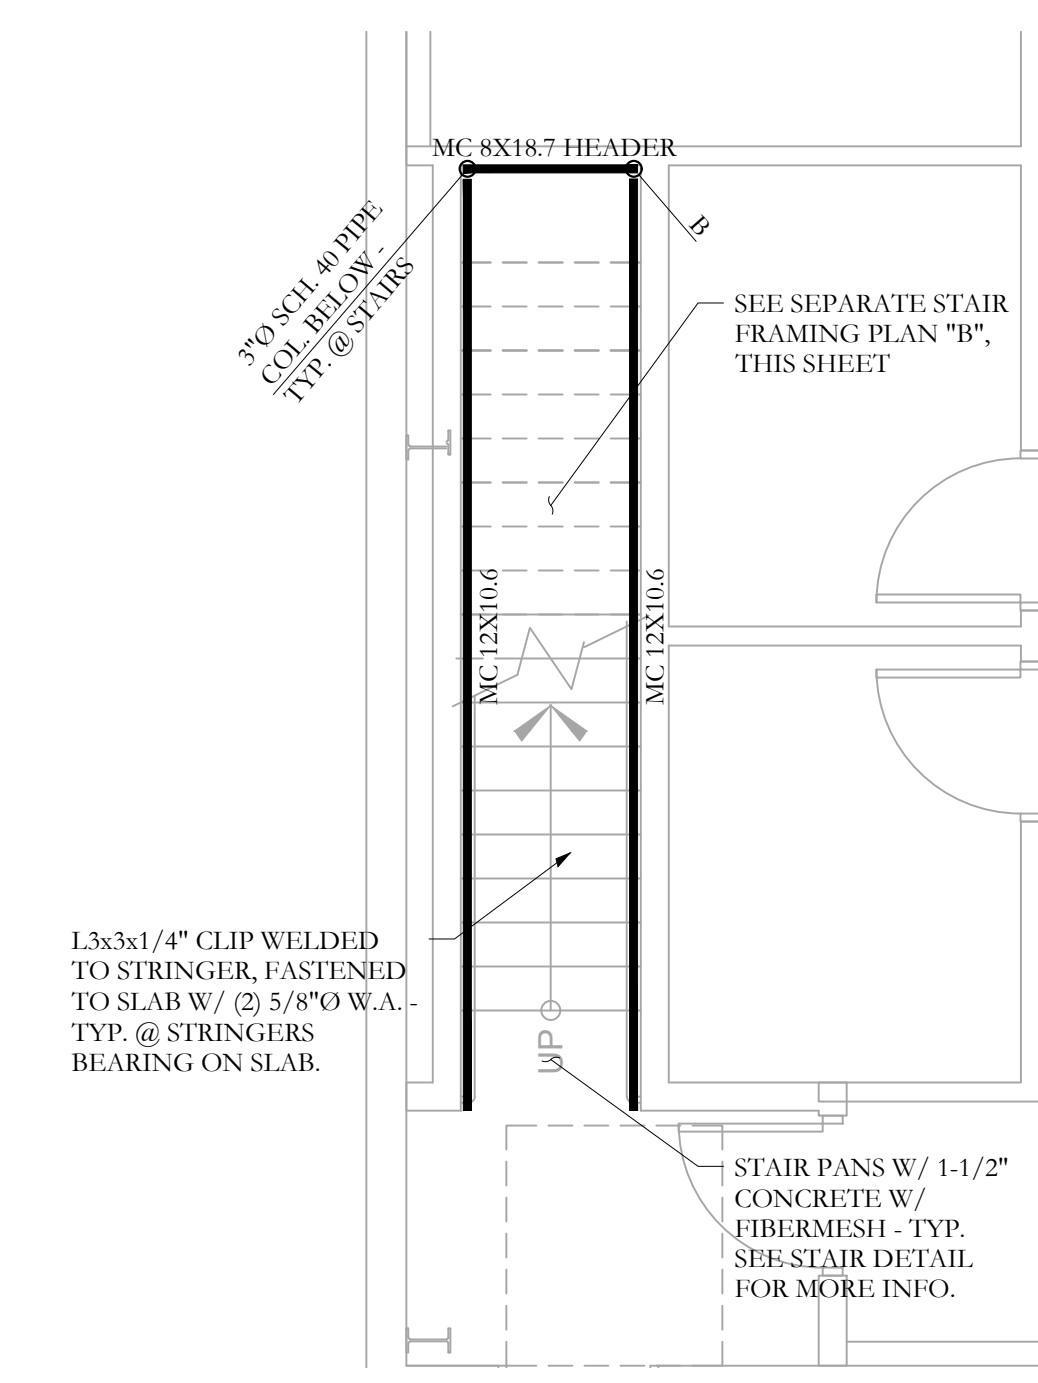 MC 8X18.7 HEADER
3"Ø SCH. 40 PIPE
COL. BELOW -
TYP. @ STAIRS
B
SEE SEPARATE STAIR
FRAMING PLAN "B",
THIS SHEET
MC 12X10.6
MC 12X10.6
L3x3x1/4" CLIP WELDED
TO STRINGER, FASTENED
TO SLAB W/ (2) 5/8"Ø W.A. -
TYP. @ STRINGERS
BEARING ON SLAB.
UP
STAIR PANS W/ 1-1/2"
CONCRETE W/
FIBERMESH - TYP.
SEE STAIR DETAIL
FOR MORE INFO.